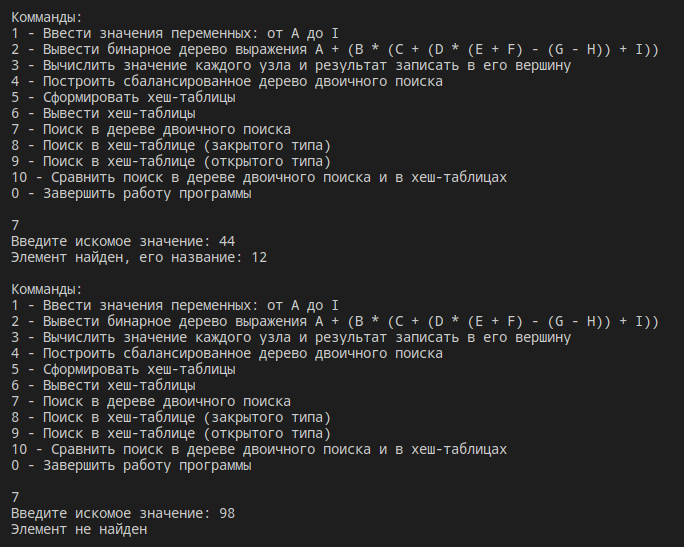 Комманды:
1 - Ввести значения переменных: от A до I
2 - Вывести бинарное дерево выражения A + (B * (C + (D * (E + F) - (G - H)) + I))
3 - Вычислить значение каждого узла и результат записать в его вершину
4 - Построить сбалансированное дерево двоичного поиска
5 - Сформировать хеш-таблицы
6 - Вывести хеш-таблицы
7 - Поиск в дереве двоичного поиска
8 - Поиск в хеш-таблице (закрытого типа)
9 - Поиск в хеш-таблице (открытого типа)
10 - Сравнить поиск в дереве двоичного поиска и в хеш-таблицах
0 - Завершить работу программы

7
Введите искомое значение: 44
Элемент найден, его название: 12

Комманды:
1 - Ввести значения переменных: от A до I
2 - Вывести бинарное дерево выражения A + (B * (C + (D * (E + F) - (G - H)) + I))
3 - Вычислить значение каждого узла и результат записать в его вершину
4 - Построить сбалансированное дерево двоичного поиска
5 - Сформировать хеш-таблицы
6 - Вывести хеш-таблицы
7 - Поиск в дереве двоичного поиска
8 - Поиск в хеш-таблице (закрытого типа)
9 - Поиск в хеш-таблице (открытого типа)
10 - Сравнить поиск в дереве двоичного поиска и в хеш-таблицах
0 - Завершить работу программы

7
Введите искомое значение: 98
Элемент не найден